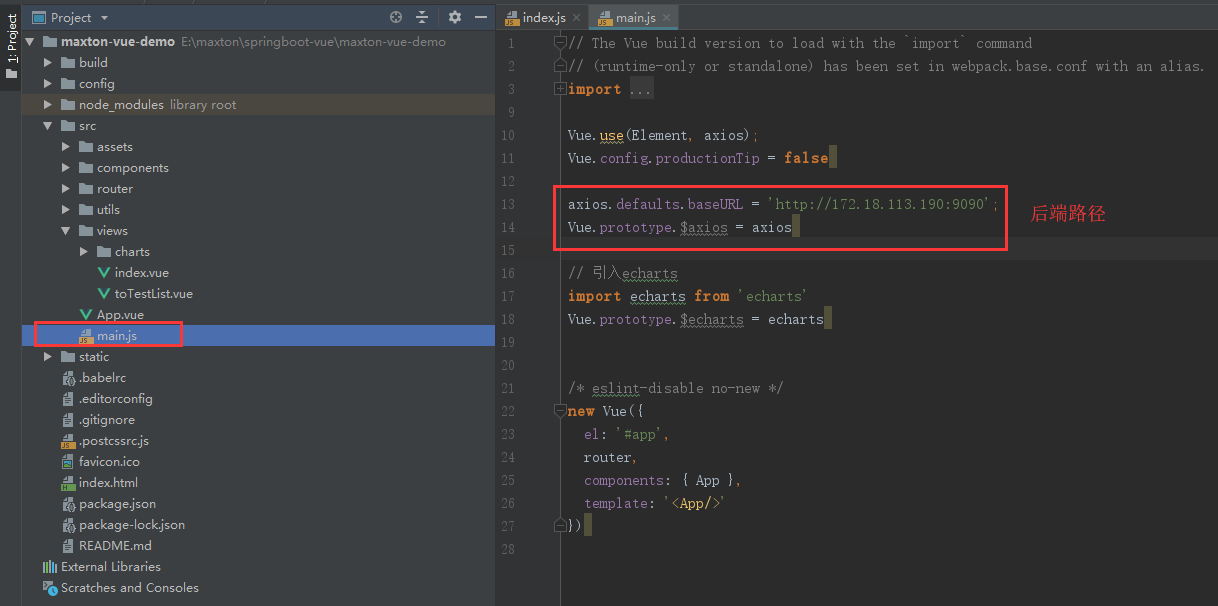 1: Project
Project
maxton-vue-demo E:\maxton\springboot-vue\maxton-vue-demo
build
config
node_modules library root
src
assets
components
router
utils
views
charts
index.vue
toTestList.vue
App.vue
main.js
static
.babelrc
.editorconfig
.gitignore
.postcssrc.js
favicon.ico
index.html
package.json
package-lock.json
README.md
External Libraries
Scratches and Consoles
index.js
main.js
1 // The Vue build version to load with the `import` command
2 // (runtime-only or standalone) has been set in webpack.base.conf with an alias.
3 import ...
9
10 Vue.use(Element, axios);
11 Vue.config.productionTip = false
12
13 axios.defaults.baseURL = 'http://172.18.113.190:9090';
14 Vue.prototype.$axios = axios
后端路径
15
16 // 引入echarts
17 import echarts from 'echarts'
18 Vue.prototype.$echarts = echarts
19
20
21 /* eslint-disable no-new */
22 new Vue({
23 el: '#app',
24 router,
25 components: { App },
26 template: '<App/>'
27 })
28